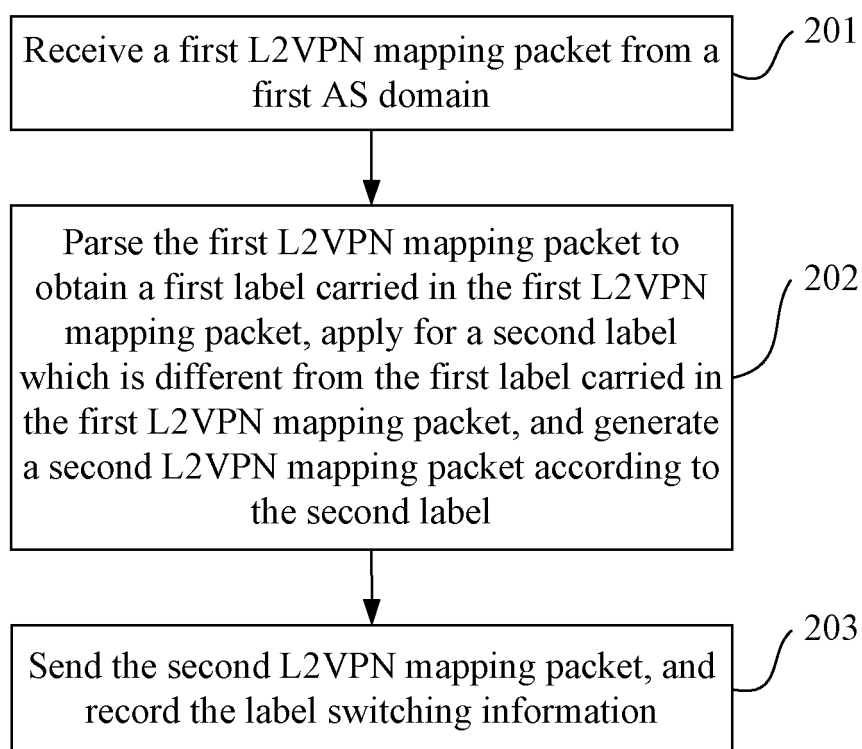 Receive a first L2VPN mapping packet from a
first AS domain
201
Parse the first L2VPN mapping packet to
obtain a first label carried in the first L2VPN
mapping packet, apply for a second label
which is different from the first label carried in
the first L2VPN mapping packet, and generate
a second L2VPN mapping packet according to
the second label
202
Send the second L2VPN mapping packet, and
record the label switching information
203